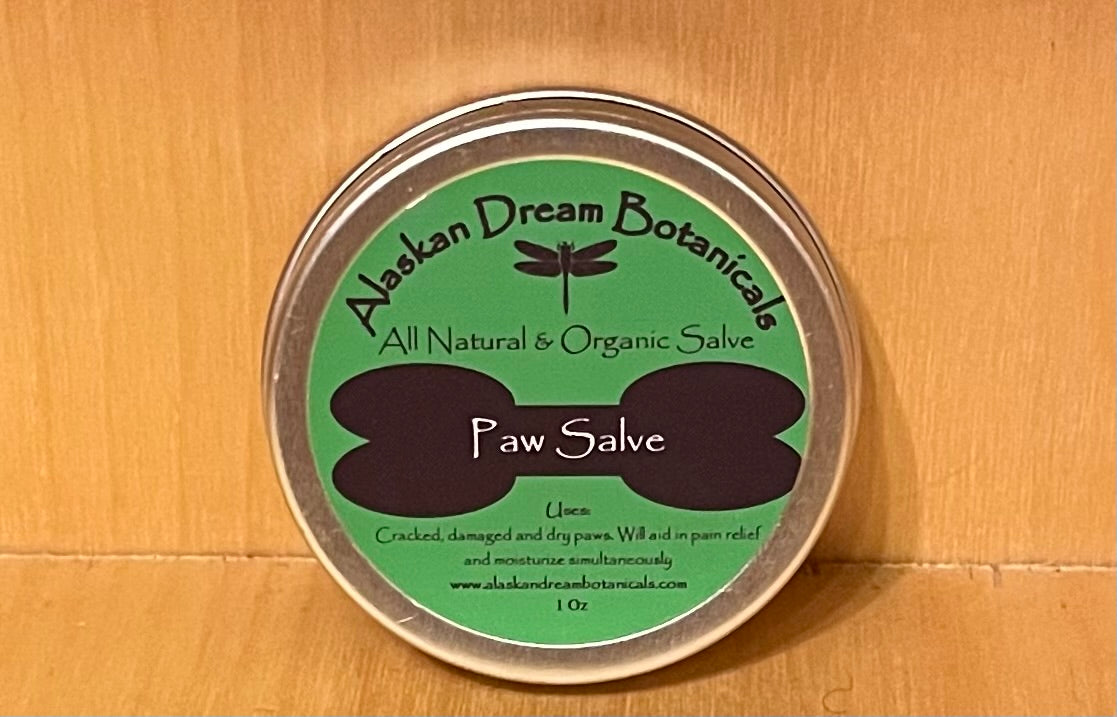 Alaskan Dream Botanicals
All Natural & Organic Salve
Paw Salve
Uses:
Cracked, damaged and dry paws. Will aid in pain relief
and moisturize simultaneously
www.alaskandreambotanicals.com
1 Oz